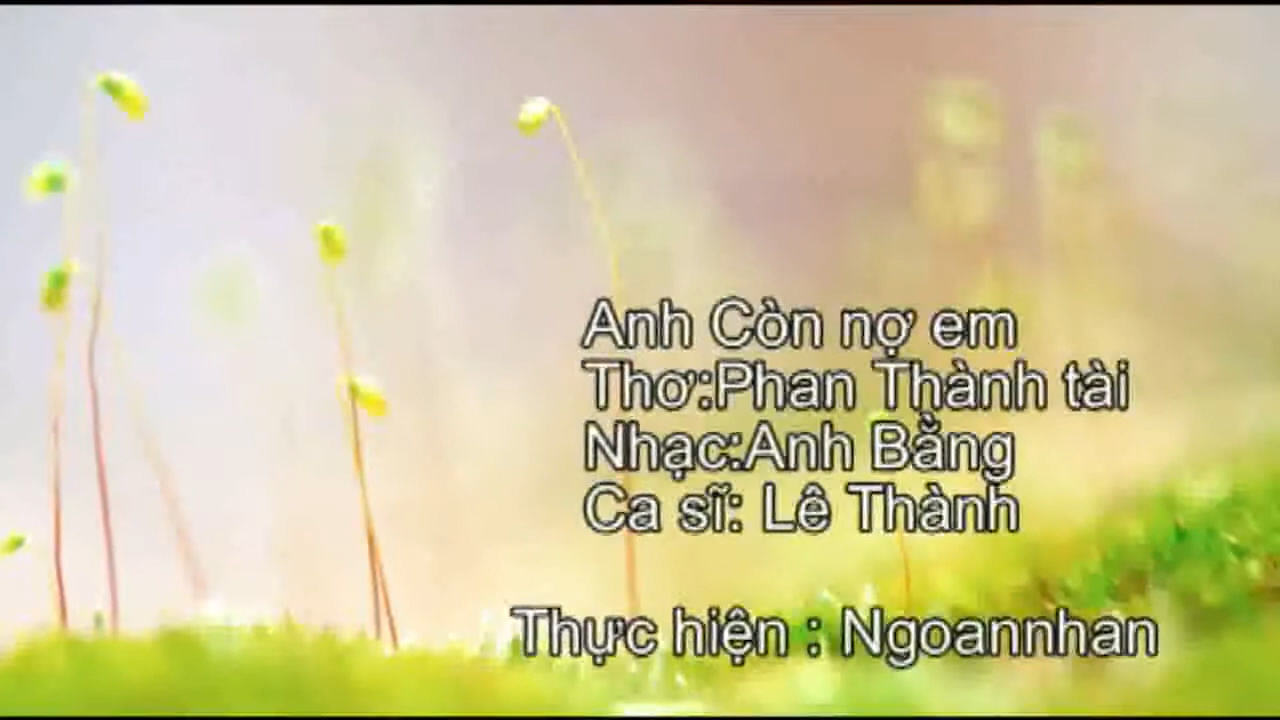 Anh Còn nợ em
Thơ:Phan Thành tài
Nhạc:Anh Bằng
Ca sĩ: Lê Thành
Thực hiện : Ngoannhan